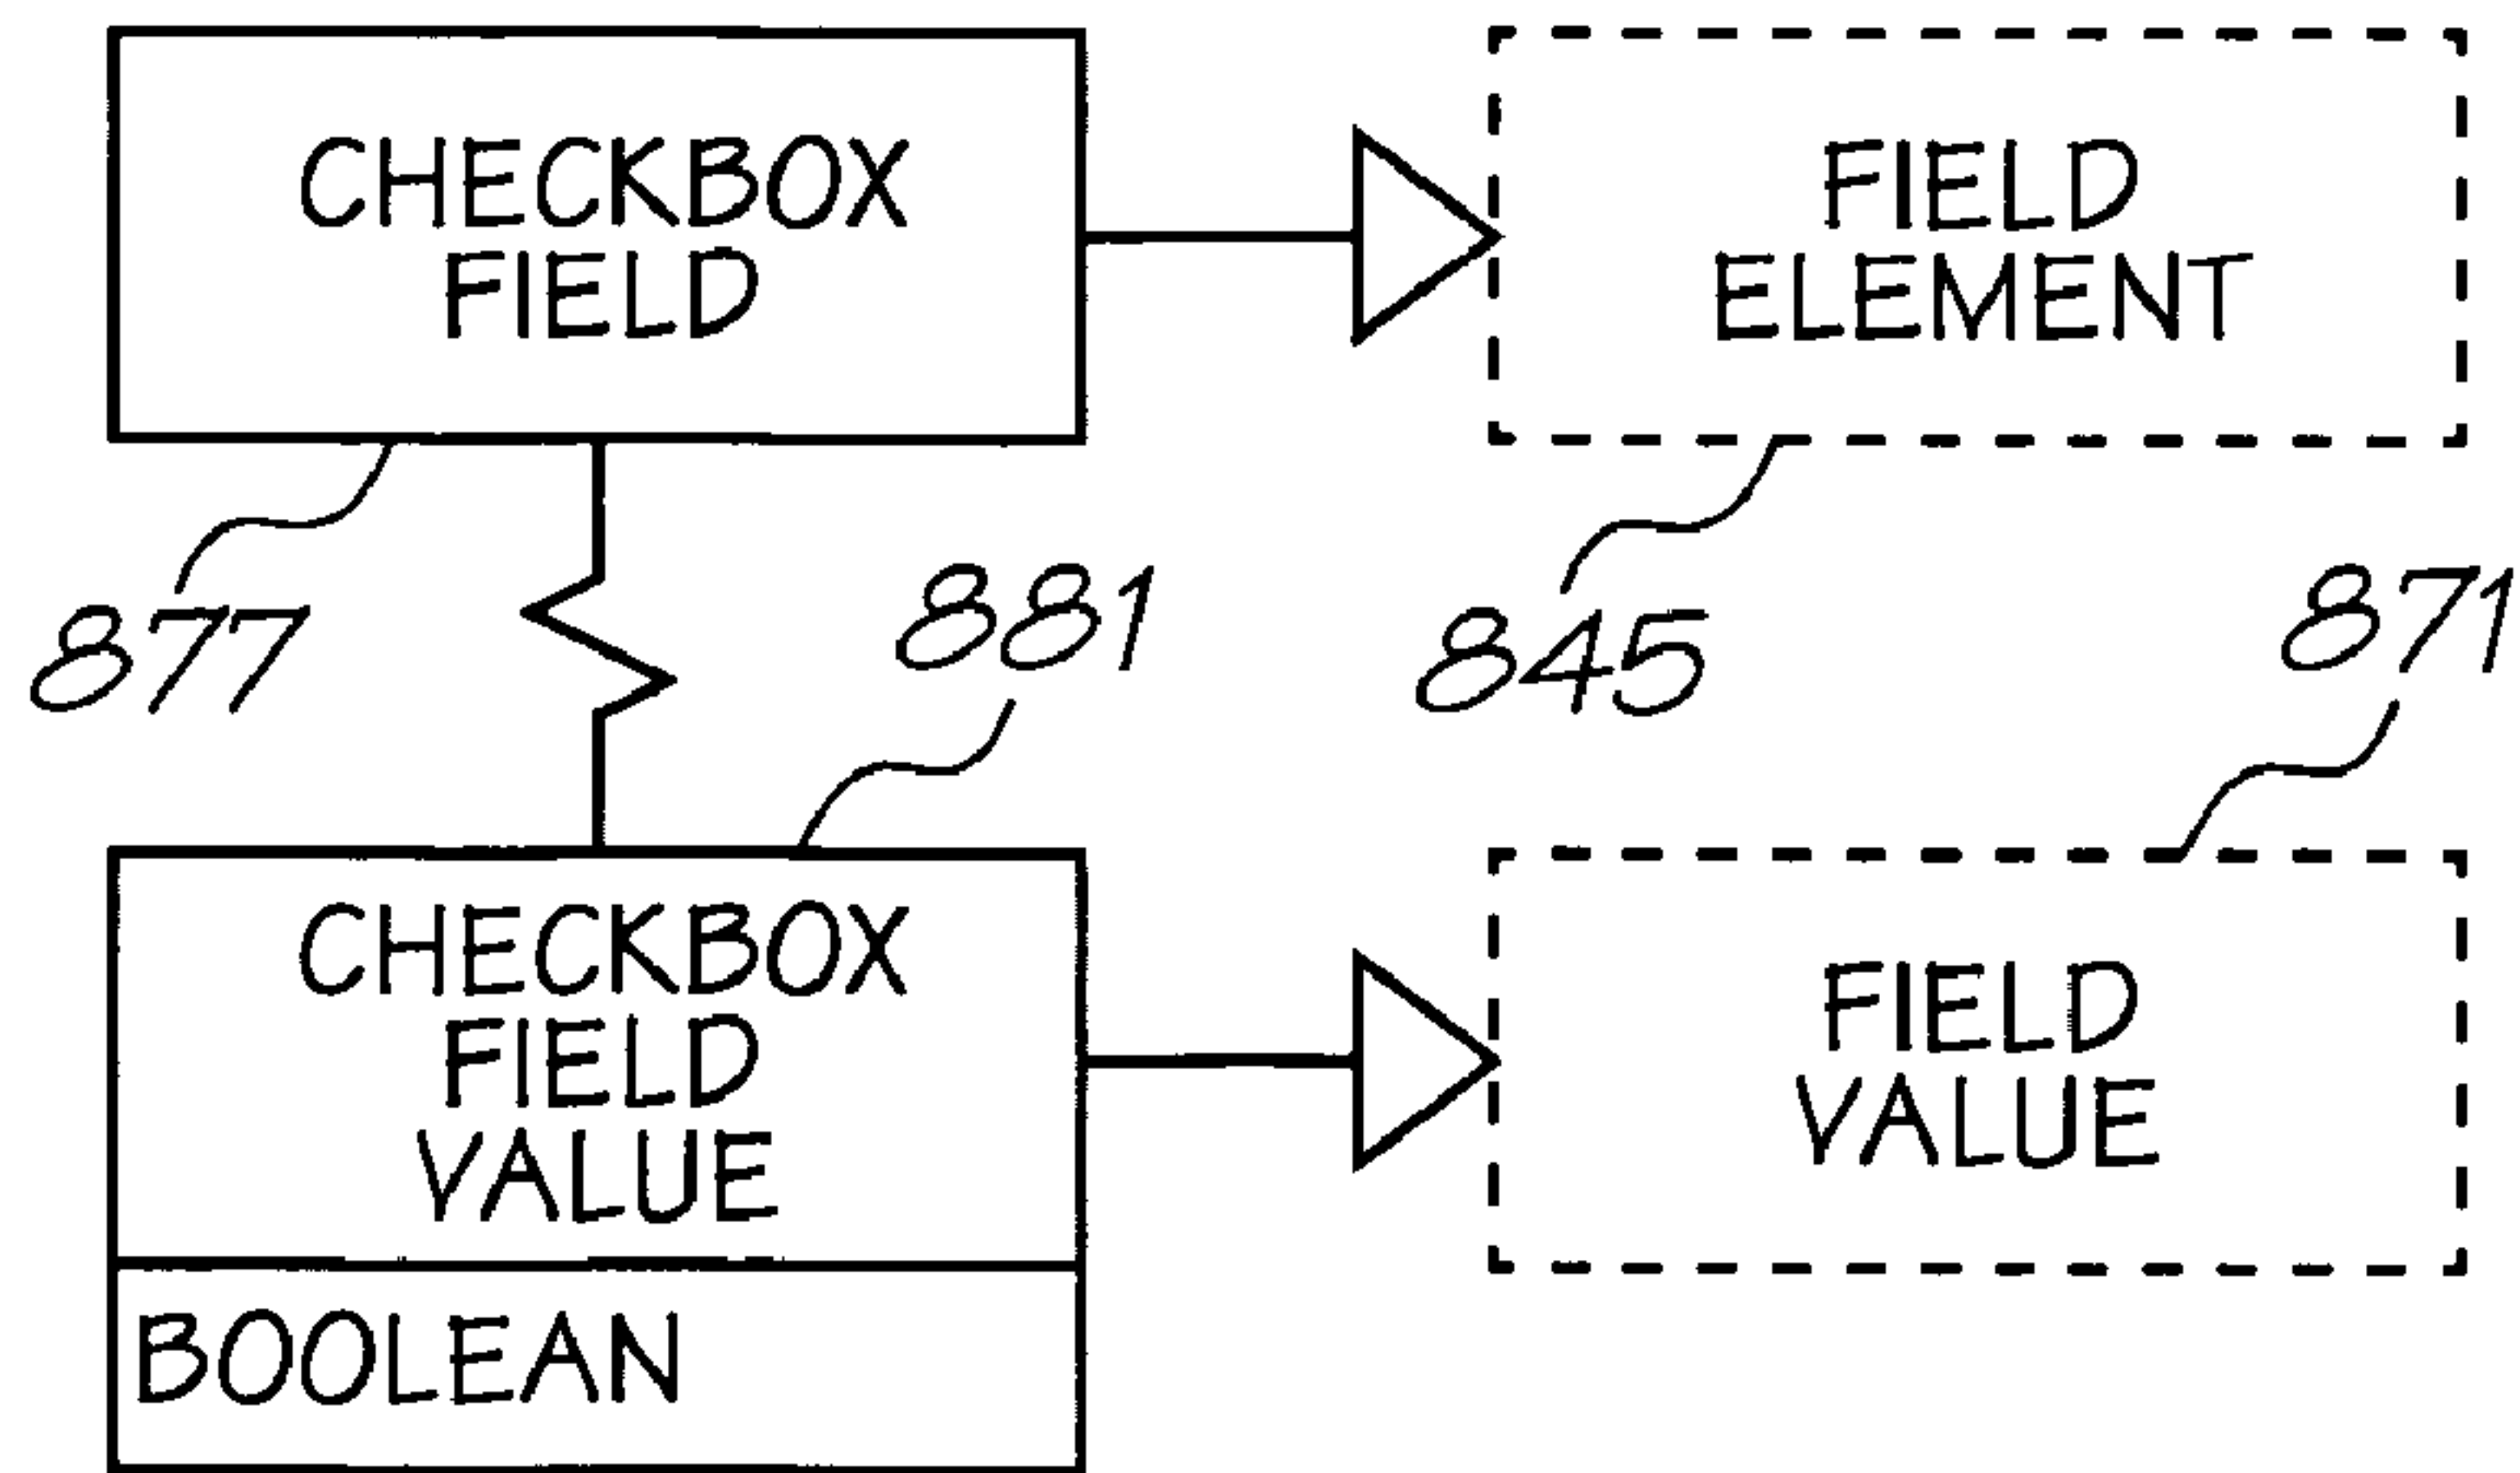 CHECKBOX
FIELD
FIELD
ELEMENT
877
881
845
871
CHECKBOX
FIELD
VALUE
FIELD
VALUE
BOOLEAN